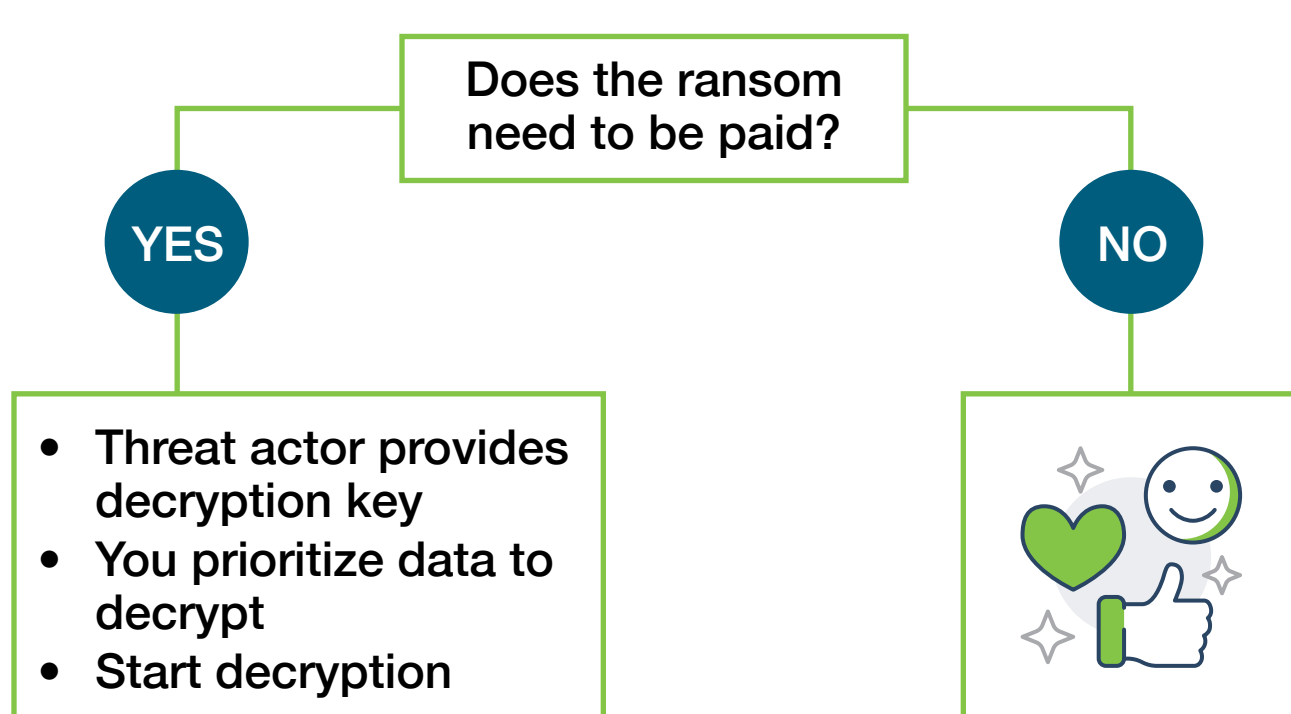 Does the ransom
need to be paid?
YES
NO
• Threat actor provides
decryption key
• You prioritize data to
decrypt
• Start decryption